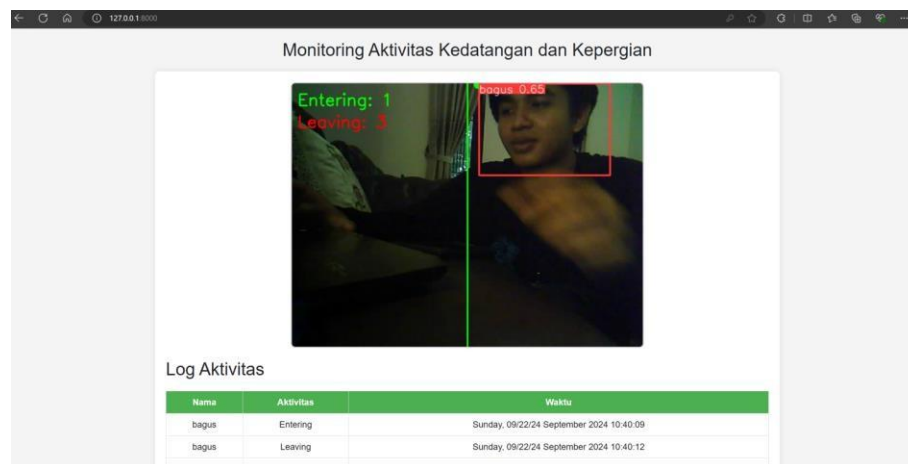 127.0.0.1:8000
Monitoring Aktivitas Kedatangan dan Kepergian
Entering: 1
Leaving: 3
bagus 0.65
Log Aktivitas
Nama Aktivitas Waktu
bagus Entering Sunday, 09/22/24 September 2024 10:40:09
bagus Leaving Sunday, 09/22/24 September 2024 10:40:12